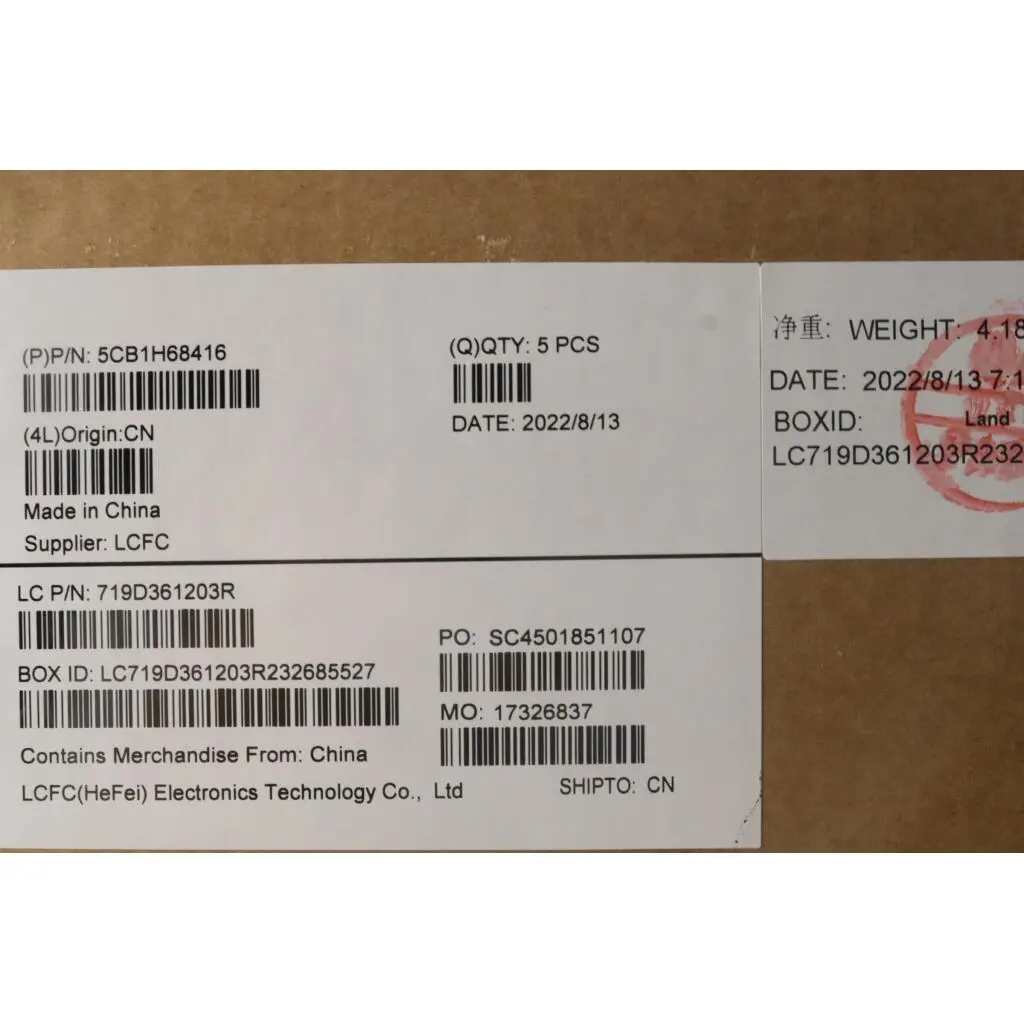 (P)P/N: 5CB1H68416
(Q)QTY: 5 PCS
(4L)Origin:CN
DATE: 2022/8/13
Made in China
Supplier: LCFC
LC P/N: 719D361203R
PO: SC4501851107
BOX ID: LC719D361203R232685527
MO: 17326837
Contains Merchandise From: China
LCFC(HeFei) Electronics Technology Co., Ltd
SHIPTO: CN
净重: WEIGHT: 4.18
DATE: 2022/8/13 7:1
BOXID: Land
LC719D361203R232